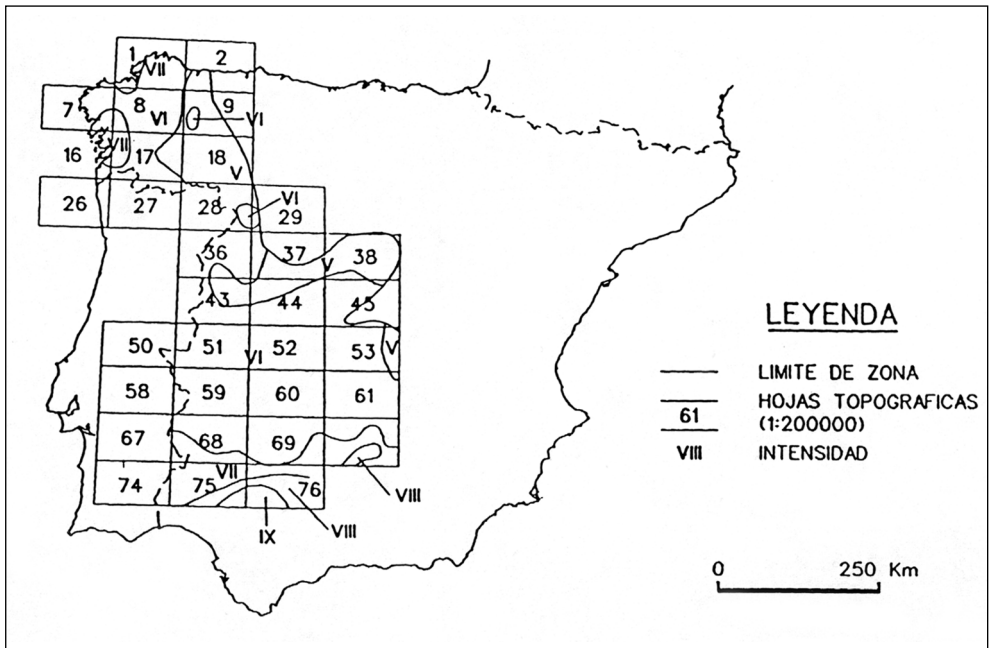 1 2
VII
7 8 9
VI VI
VII
16 17 18
V
VI
26 27 28 29
36 37 38
V
43 44 45
50 51 52 53 V
VI
58 59 60 61
67 68 69
VII
74 75 76
VIII
IX VIII
LEYENDA
LIMITE DE ZONA
HOJAS TOPOGRAFICAS
61 (1:200000)
VIII INTENSIDAD
0 250 Km